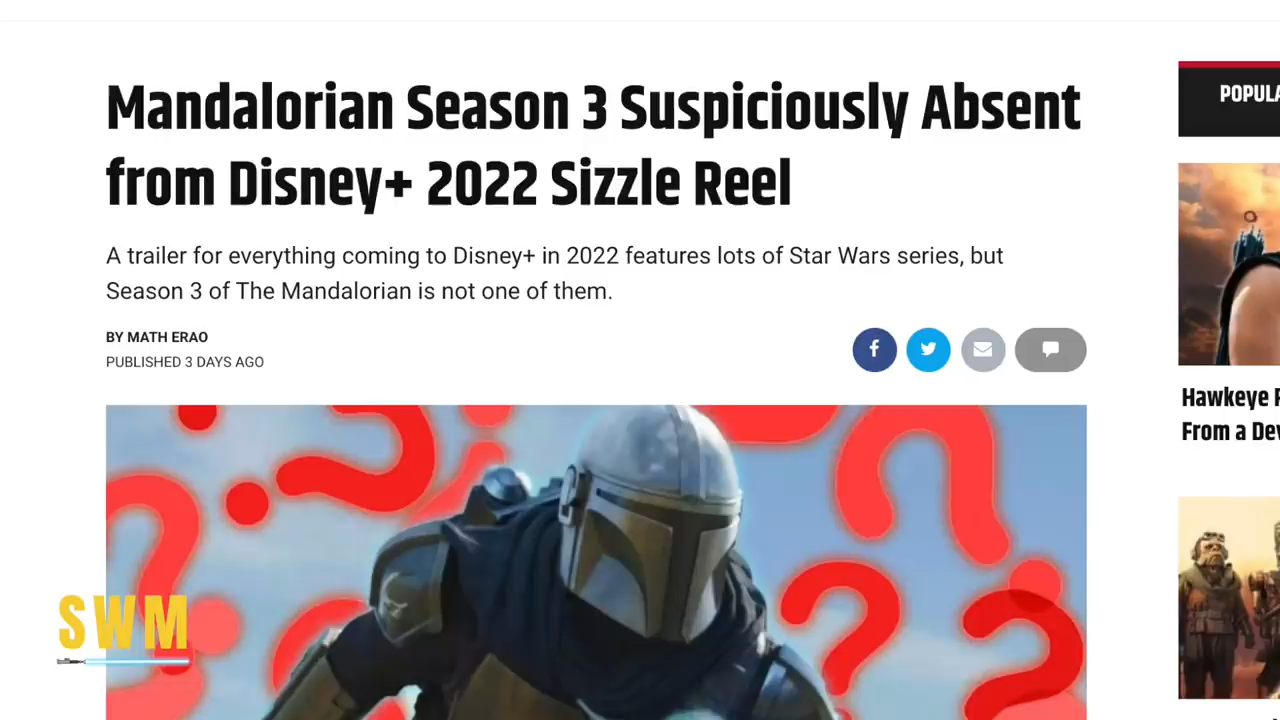 Mandalorian Season 3 Suspiciously Absent
from Disney+ 2022 Sizzle Reel
A trailer for everything coming to Disney+ in 2022 features lots of Star Wars series, but
Season 3 of The Mandalorian is not one of them.
BY MATH ERAO
PUBLISHED 3 DAYS AGO
POPULA
Hawkeye
From a De
SWM